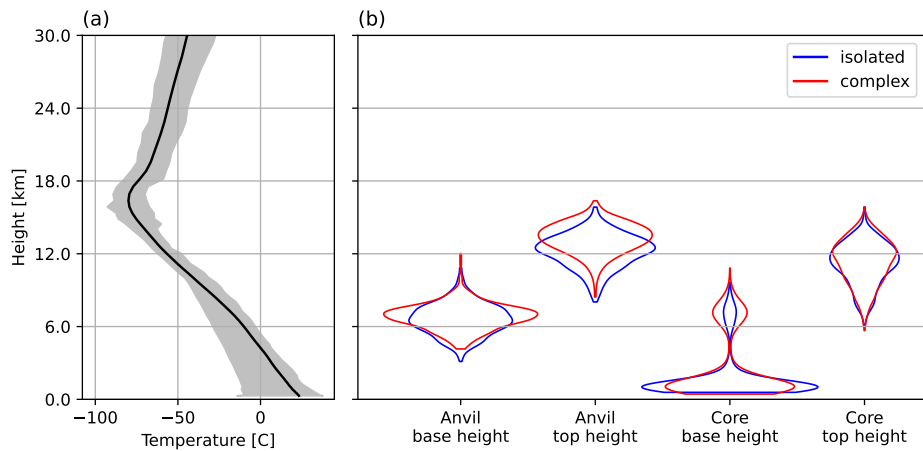 (a)
(b)
30.0
24.0
18.0
12.0
6.0
0.0
Height [km]
−100
−50
0
Temperature [C]
isolated
complex
Anvil
base height
Anvil
top height
Core
base height
Core
top height